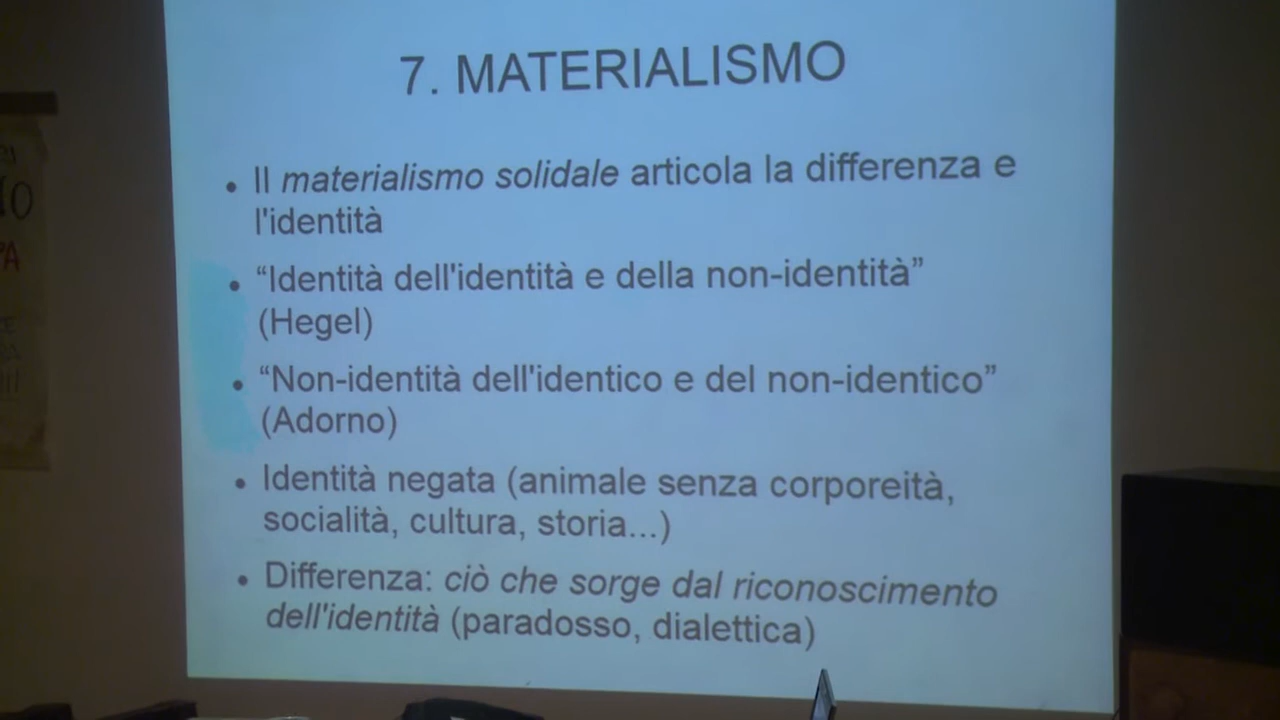 7. MATERIALISMO
• Il materialismo solidale articola la differenza e
l'identità
• “Identità dell'identità e della non-identità”
(Hegel)
• “Non-identità dell'identico e del non-identico”
(Adorno)
• Identità negata (animale senza corporeità,
socialità, cultura, storia...)
• Differenza: ciò che sorge dal riconoscimento
dell'identità (paradosso, dialettica)